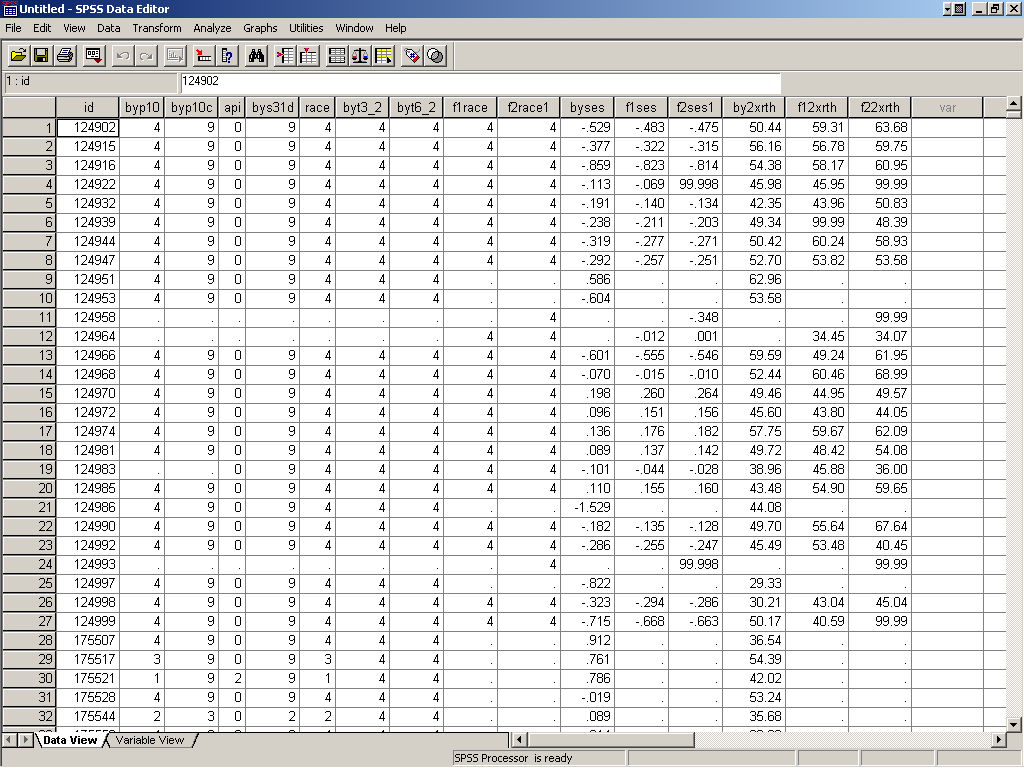 Untitled - SPSS Data Editor
File Edit View Data Transform Analyze Graphs Utilities Window Help
1 : id 124902
id byp10 byp10c api bys31d race byt3_2 byt6_2 f1race f2race1 byses f1ses f2ses1 by2xrth f12xrth f22xrth var
1 124902 4 9 0 9 4 4 4 4 4 -.529 -.483 -.475 50.44 59.31 63.68
2 124915 4 9 0 9 4 4 4 4 4 -.377 -.322 -.315 56.16 56.78 59.75
3 124916 4 9 0 9 4 4 4 4 4 -.859 -.823 -.814 54.38 58.17 60.95
4 124922 4 9 0 9 4 4 4 4 4 -.113 -.069 99.998 45.98 45.95 99.99
5 124932 4 9 0 9 4 4 4 4 4 -.191 -.140 -.134 42.35 43.96 50.83
6 124939 4 9 0 9 4 4 4 4 4 -.238 -.211 -.203 49.34 99.99 48.39
7 124944 4 9 0 9 4 4 4 4 4 -.319 -.277 -.271 50.42 60.24 58.93
8 124947 4 9 0 9 4 4 4 4 4 -.292 -.257 -.251 52.70 53.82 53.58
9 124951 4 9 0 9 4 4 4 . . .586 . . 62.96 . .
10 124953 4 9 0 9 4 4 4 . . -.604 . . 53.58 . .
11 124958 . . . . . . . . 4 . . -.348 . . 99.99
12 124964 . . . . . . . 4 4 . -.012 .001 . 34.45 34.07
13 124966 4 9 0 9 4 4 4 4 4 -.601 -.555 -.546 59.59 49.24 61.95
14 124968 4 9 0 9 4 4 4 4 4 -.070 -.015 -.010 52.44 60.46 68.99
15 124970 4 9 0 9 4 4 4 4 4 .198 .260 .264 49.46 44.95 49.57
16 124972 4 9 0 9 4 4 4 4 4 .096 .151 .156 45.60 43.80 44.05
17 124974 4 9 0 9 4 4 4 4 4 .136 .176 .182 57.75 59.67 62.09
18 124981 4 9 0 9 4 4 4 4 4 .089 .137 .142 49.72 48.42 54.08
19 124983 . . 0 9 4 4 4 4 4 -.101 -.044 -.028 38.96 45.88 36.00
20 124985 4 9 0 9 4 4 4 4 4 .110 .155 .160 43.48 54.90 59.65
21 124986 4 9 0 9 4 4 4 . . -1.529 . . 44.08 . .
22 124990 4 9 0 9 4 4 4 4 4 -.182 -.135 -.128 49.70 55.64 67.64
23 124992 4 9 0 9 4 4 4 4 4 -.286 -.255 -.247 45.49 53.48 40.45
24 124993 . . . . . . . . 4 . . 99.998 . . 99.99
25 124997 4 9 0 9 4 4 4 . . -.822 . . 29.33 . .
26 124998 4 9 0 9 4 4 4 4 4 -.323 -.294 -.286 30.21 43.04 45.04
27 124999 4 9 0 9 4 4 4 4 4 -.715 -.668 -.663 50.17 40.59 99.99
28 175507 4 9 0 9 4 4 4 . . .912 . . 36.54 . .
29 175517 3 9 0 9 3 4 4 . . .761 . . 54.39 . .
30 175521 1 9 2 9 1 4 4 . . .786 . . 42.02 . .
31 175528 4 9 0 9 4 4 4 . . -.019 . . 53.24 . .
32 175544 2 3 0 2 2 4 4 . . .089 . . 35.68 . .
Data View Variable View
SPSS Processor is ready